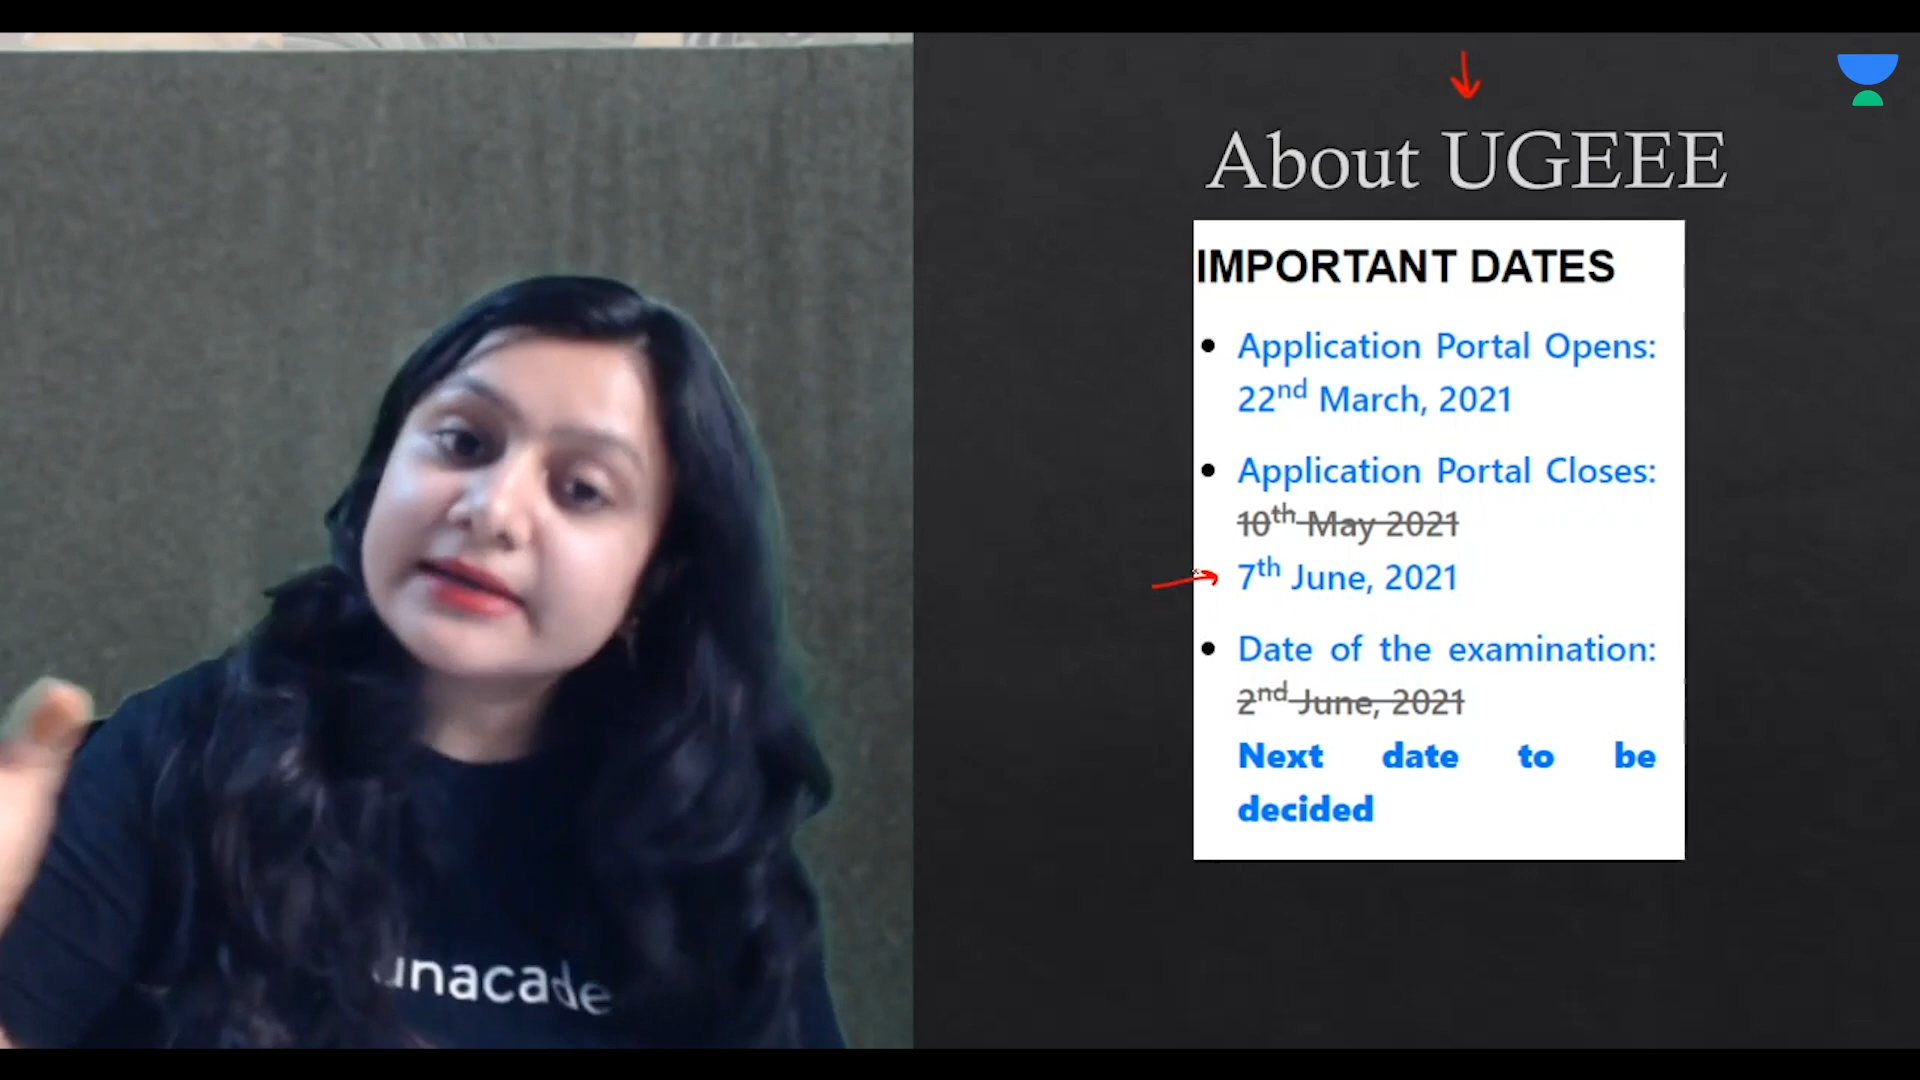 About UGEEE
IMPORTANT DATES
Application Portal Opens:
22nd March, 2021
Application Portal Closes:
10th May 2021
7th June, 2021
Date of the examination:
2nd June, 2021
Next date to be
decided
unacade